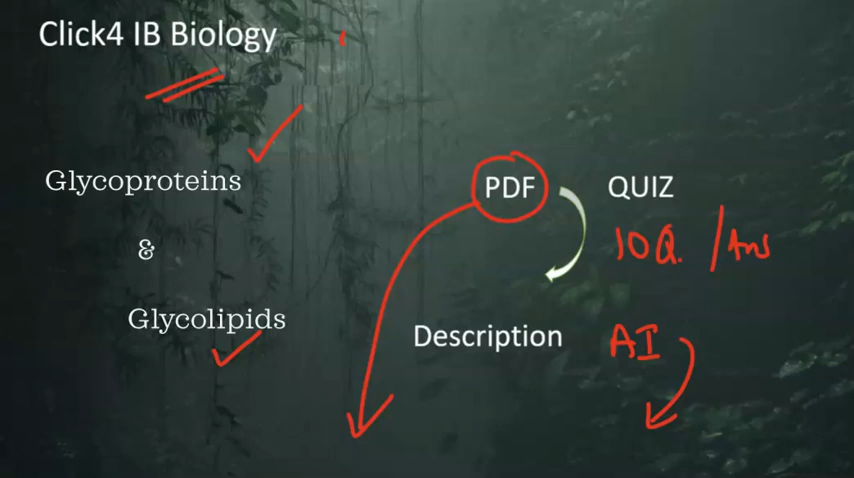 Click4 IB Biology
Glycoproteins
&
Glycolipids
PDF
QUIZ
10Q. / Ans
Description
AI